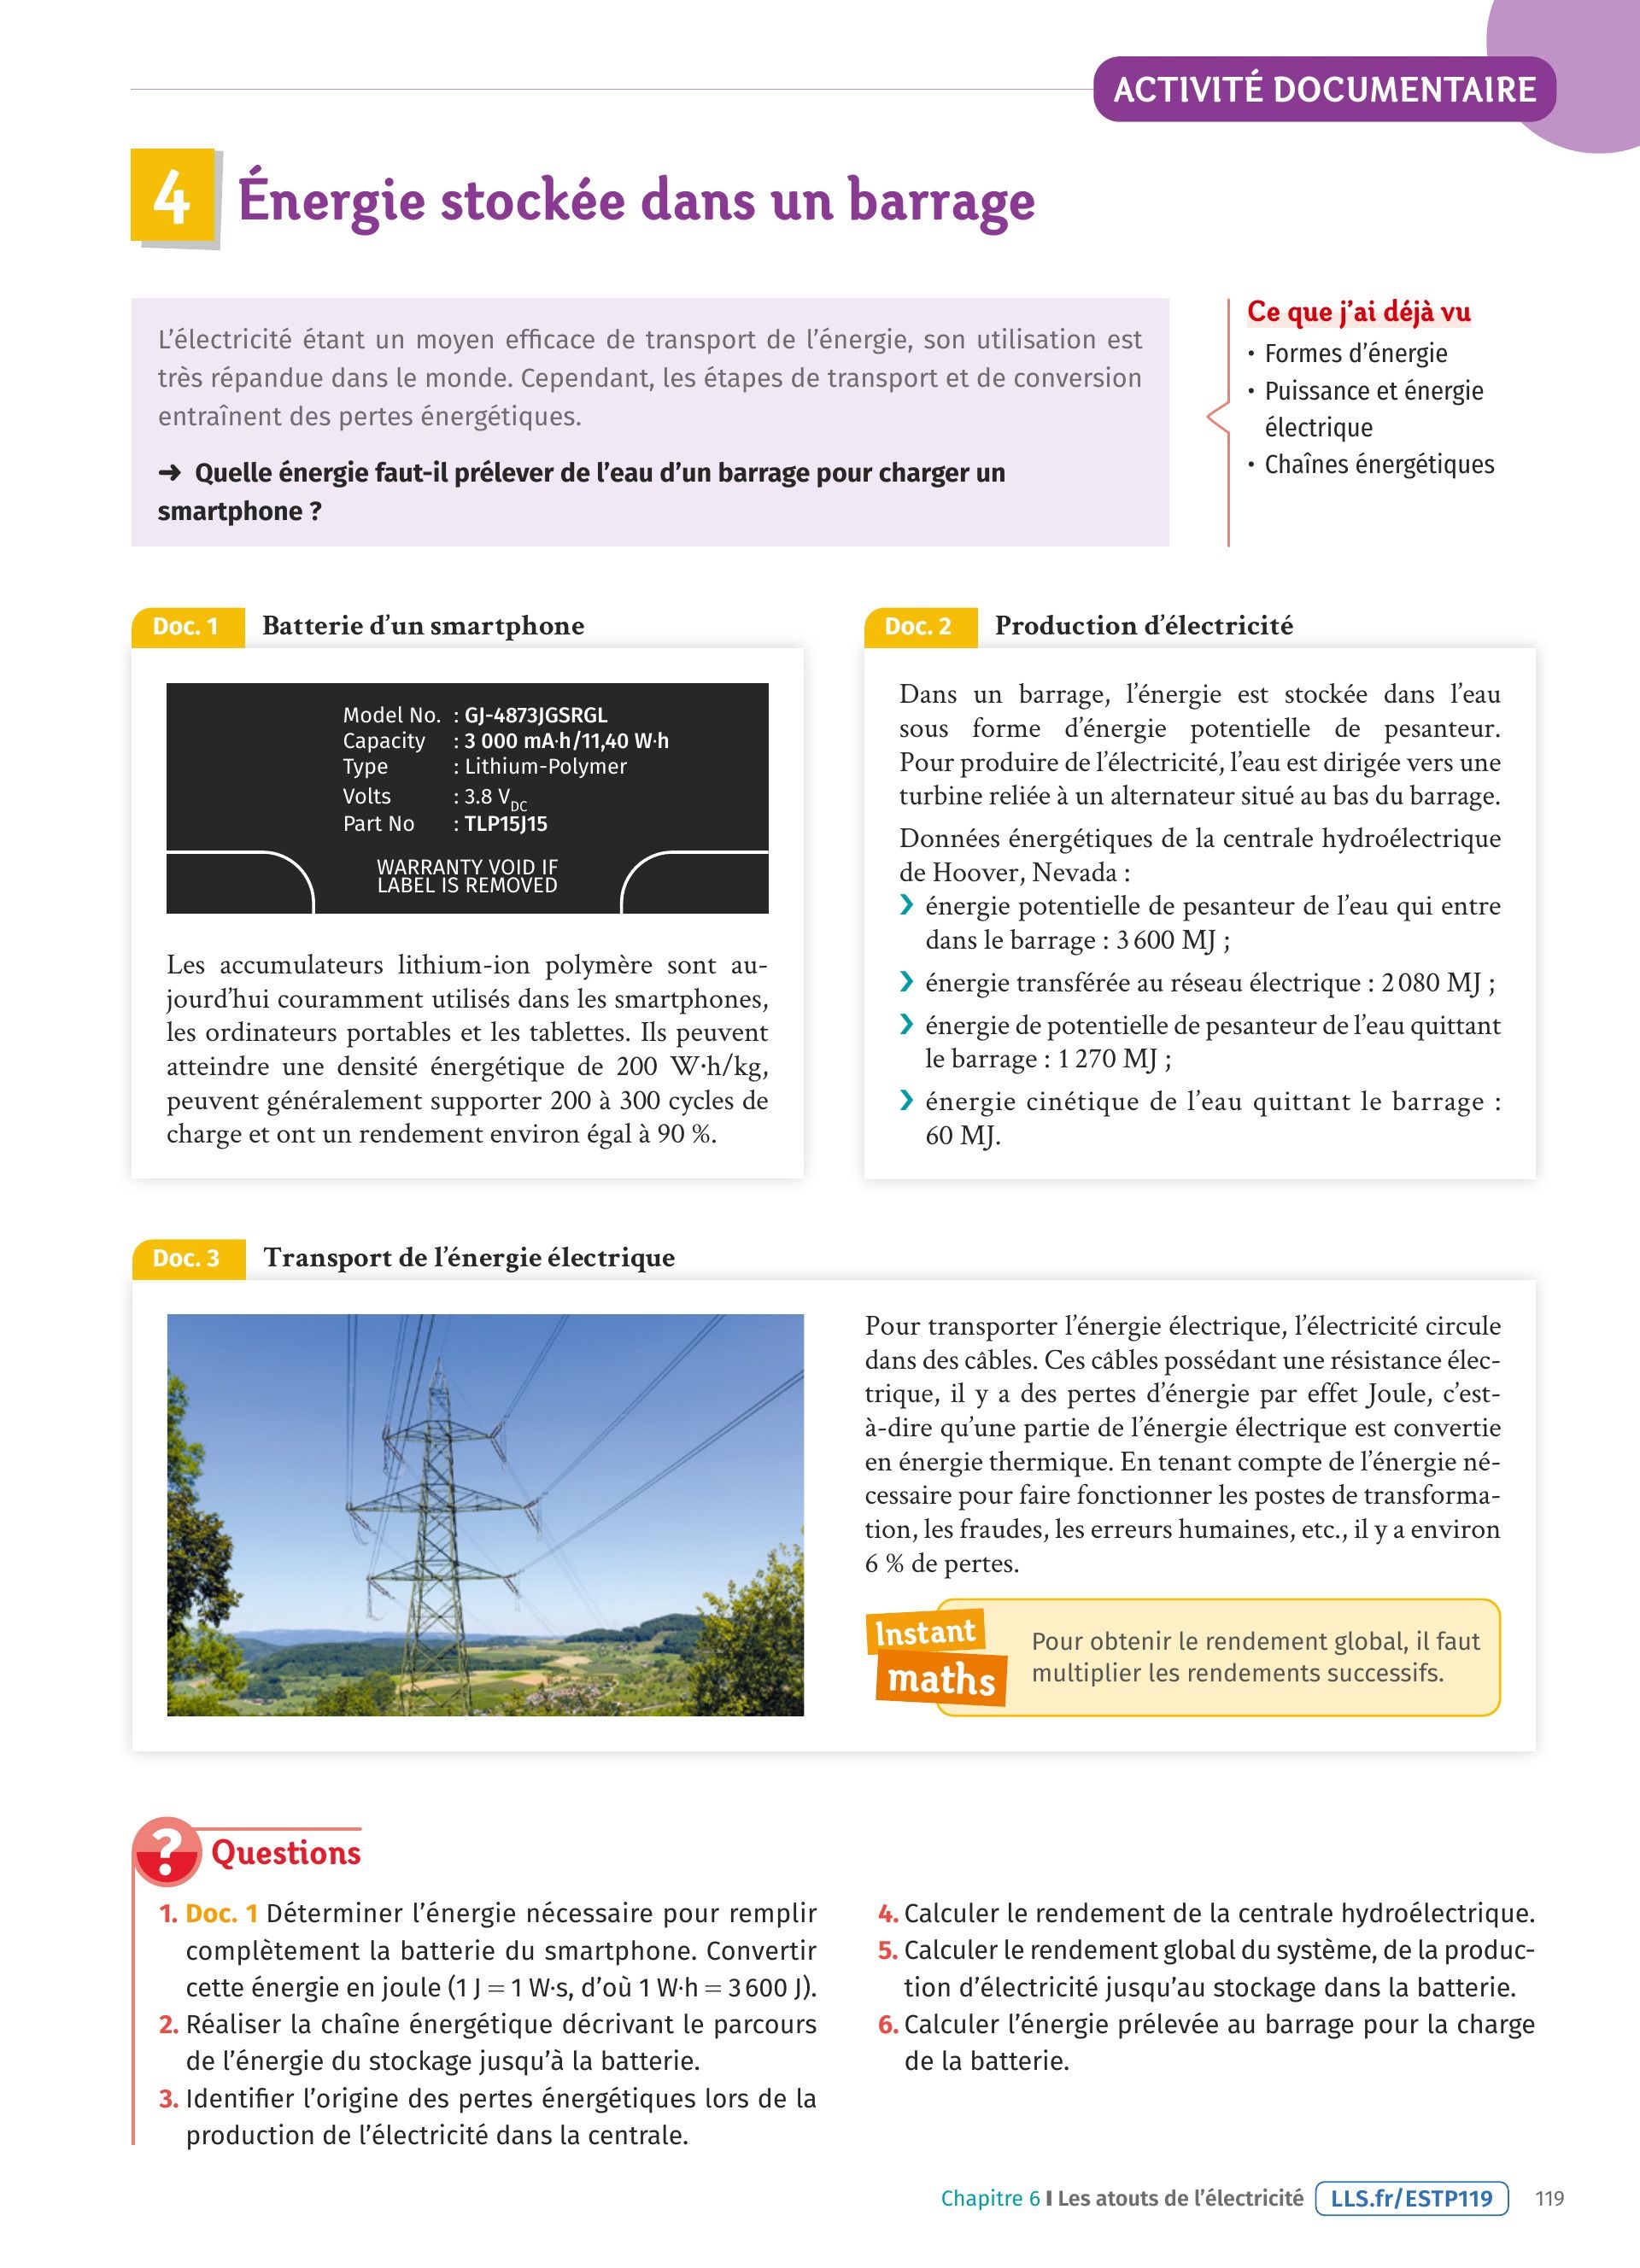 ACTIVITÉ DOCUMENTAIRE
4 Énergie stockée dans un barrage
L’électricité étant un moyen efficace de transport de l’énergie, son utilisation est
très répandue dans le monde. Cependant, les étapes de transport et de conversion
entraînent des pertes énergétiques.
➜ Quelle énergie faut-il prélever de l’eau d’un barrage pour charger un
smartphone ?
Ce que j’ai déjà vu
• Formes d’énergie
• Puissance et énergie
électrique
• Chaînes énergétiques
Doc. 1 Batterie d’un smartphone
Model No. : GJ-4873JGSRGL
Capacity : 3 000 mA·h/11,40 W·h
Type : Lithium-Polymer
Volts : 3.8 VDC
Part No : TLP15J15
WARRANTY VOID IF
LABEL IS REMOVED
Les accumulateurs lithium-ion polymère sont au-
jourd’hui couramment utilisés dans les smartphones,
les ordinateurs portables et les tablettes. Ils peuvent
atteindre une densité énergétique de 200 W·h/kg,
peuvent généralement supporter 200 à 300 cycles de
charge et ont un rendement environ égal à 90 %.
Doc. 2 Production d’électricité
Dans un barrage, l’énergie est stockée dans l’eau
sous forme d’énergie potentielle de pesanteur.
Pour produire de l’électricité, l’eau est dirigée vers une
turbine reliée à un alternateur situé au bas du barrage.
Données énergétiques de la centrale hydroélectrique
de Hoover, Nevada :
❯ énergie potentielle de pesanteur de l’eau qui entre
dans le barrage : 3 600 MJ ;
❯ énergie transférée au réseau électrique : 2 080 MJ ;
❯ énergie de potentielle de pesanteur de l’eau quittant
le barrage : 1 270 MJ ;
❯ énergie cinétique de l’eau quittant le barrage :
60 MJ.
Doc. 3 Transport de l’énergie électrique
Pour transporter l’énergie électrique, l’électricité circule
dans des câbles. Ces câbles possédant une résistance élec-
trique, il y a des pertes d’énergie par effet Joule, c’est-
à-dire qu’une partie de l’énergie électrique est convertie
en énergie thermique. En tenant compte de l’énergie né-
cessaire pour faire fonctionner les postes de transforma-
tion, les fraudes, les erreurs humaines, etc., il y a environ
6 % de pertes.
Instant
maths
Pour obtenir le rendement global, il faut
multiplier les rendements successifs.
? Questions
1. Doc. 1 Déterminer l’énergie nécessaire pour remplir
complètement la batterie du smartphone. Convertir
cette énergie en joule (1 J = 1 W·s, d’où 1 W·h = 3 600 J).
2. Réaliser la chaîne énergétique décrivant le parcours
de l’énergie du stockage jusqu’à la batterie.
3. Identifier l’origine des pertes énergétiques lors de la
production de l’électricité dans la centrale.
4. Calculer le rendement de la centrale hydroélectrique.
5. Calculer le rendement global du système, de la produc-
tion d’électricité jusqu’au stockage dans la batterie.
6. Calculer l’énergie prélevée au barrage pour la charge
de la batterie.
Chapitre 6 I Les atouts de l’électricité LLS.fr/ESTP119 119